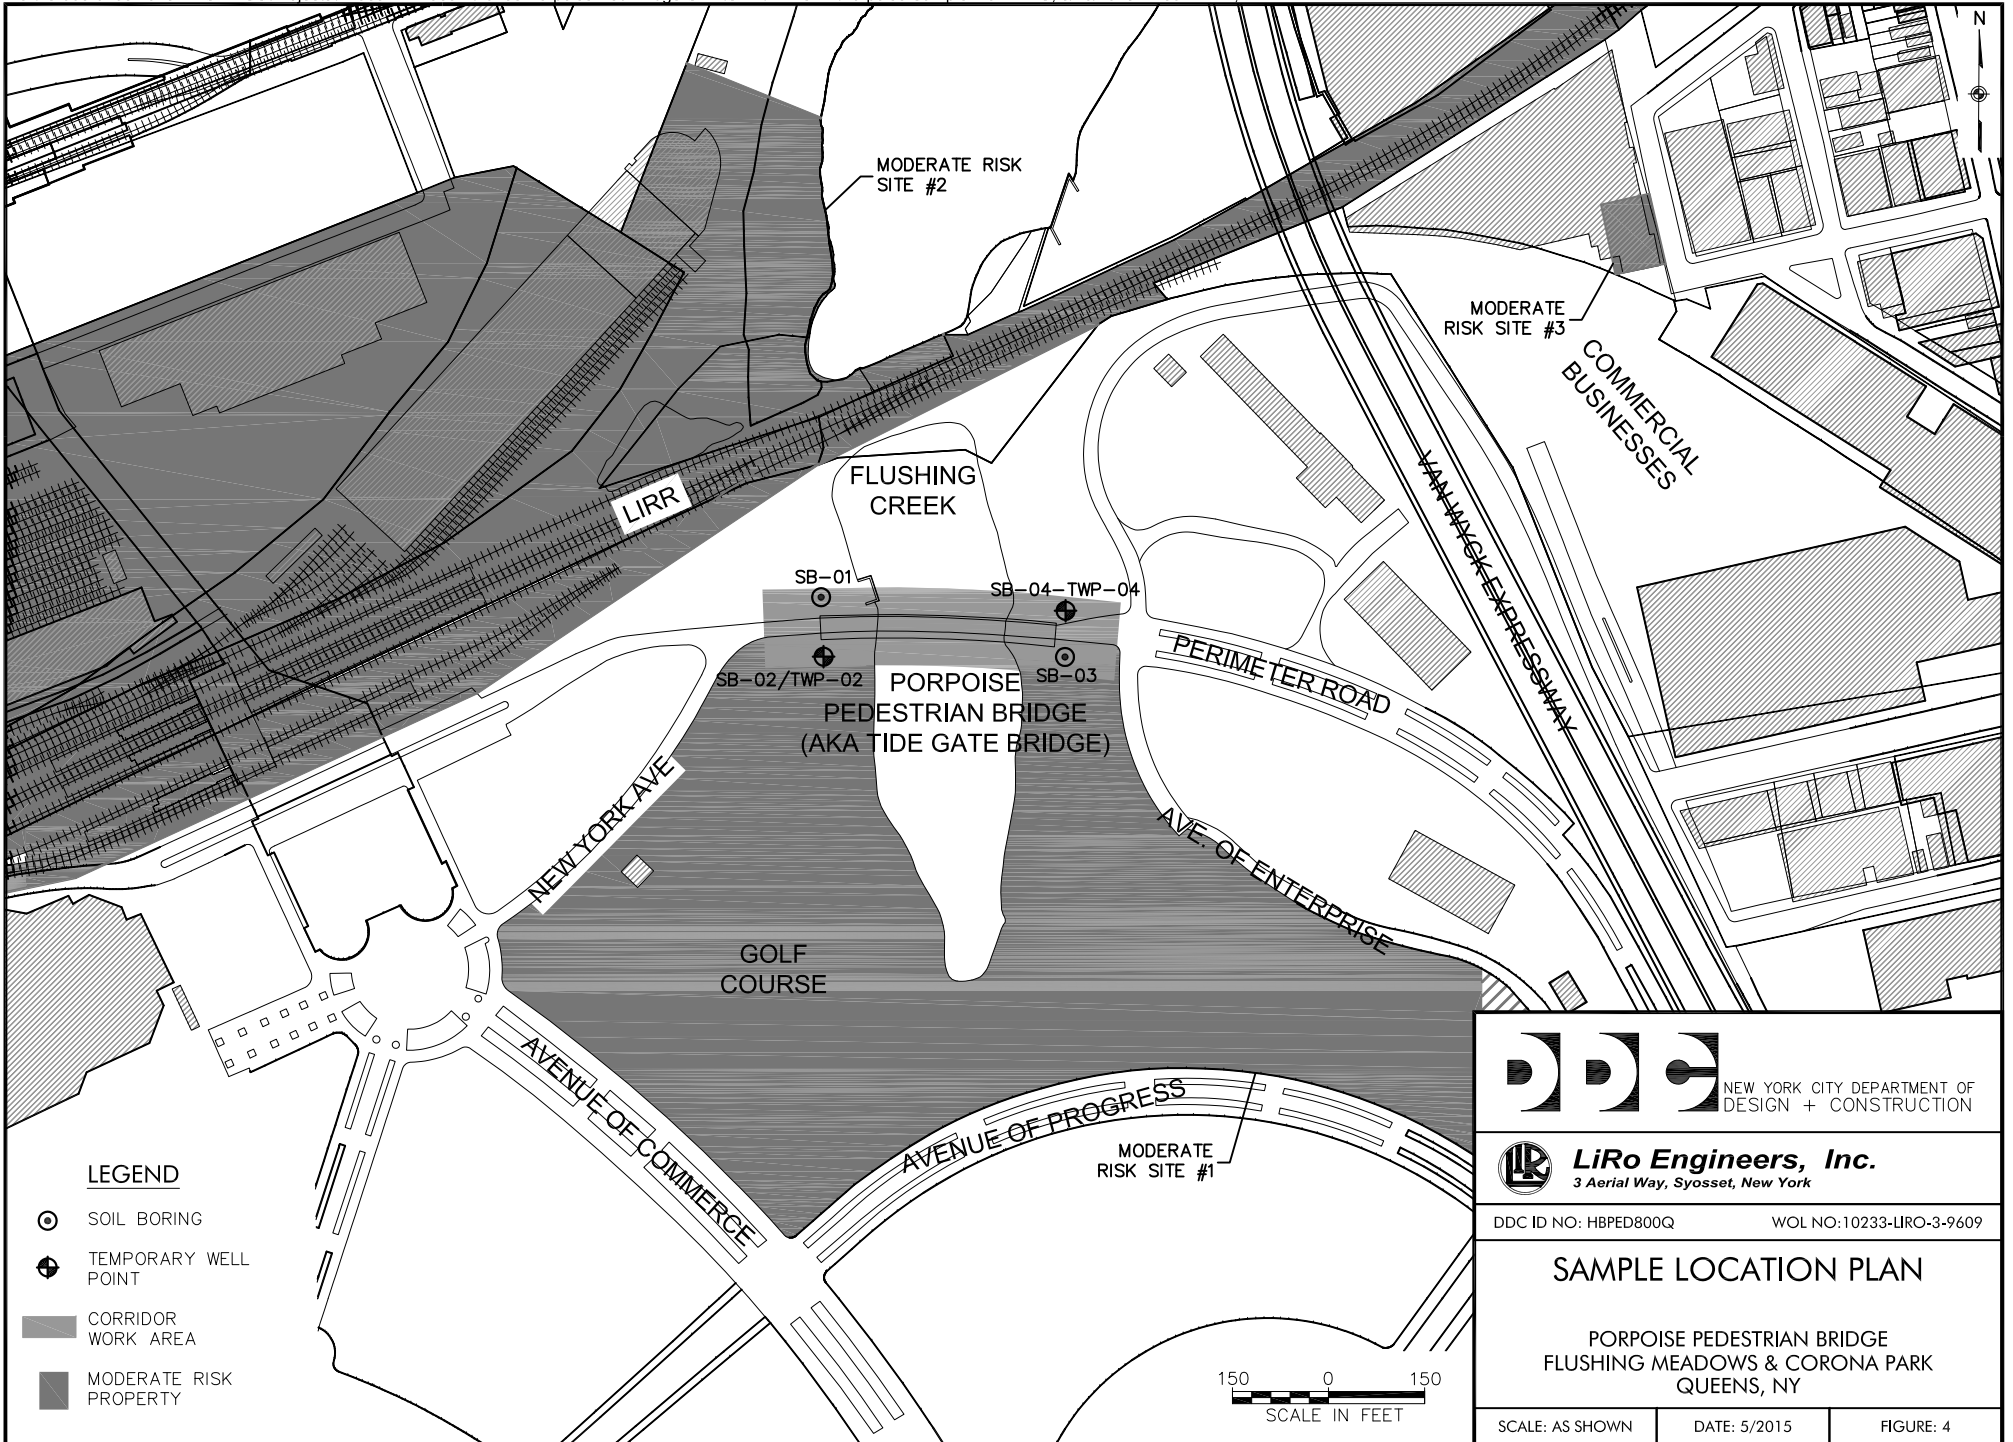 N
MODERATE RISK
SITE #2
MODERATE
RISK SITE #3
COMMERCIAL
BUSINESSES
LIRR
FLUSHING
CREEK
VAN WYCK EXPRESSWAY
SB-01
SB-04-TWP-04
SB-02/TWP-02
SB-03
PERIMETER ROAD
PORPOISE
PEDESTRIAN BRIDGE
(AKA TIDE GATE BRIDGE)
NEW YORK AVE
AVE. OF ENTERPRISE
GOLF
COURSE
AVENUE OF COMMERCE
AVENUE OF PROGRESS
MODERATE
RISK SITE #1
LEGEND
SOIL BORING
TEMPORARY WELL
POINT
CORRIDOR
WORK AREA
MODERATE RISK
PROPERTY
150 0 150
SCALE IN FEET
DDC
NEW YORK CITY DEPARTMENT OF
DESIGN + CONSTRUCTION
LiRo Engineers, Inc.
3 Aerial Way, Syosset, New York
DDC ID NO: HBPED800Q WOL NO:10233-LIRO-3-9609
SAMPLE LOCATION PLAN
PORPOISE PEDESTRIAN BRIDGE
FLUSHING MEADOWS & CORONA PARK
QUEENS, NY
SCALE: AS SHOWN DATE: 5/2015 FIGURE: 4